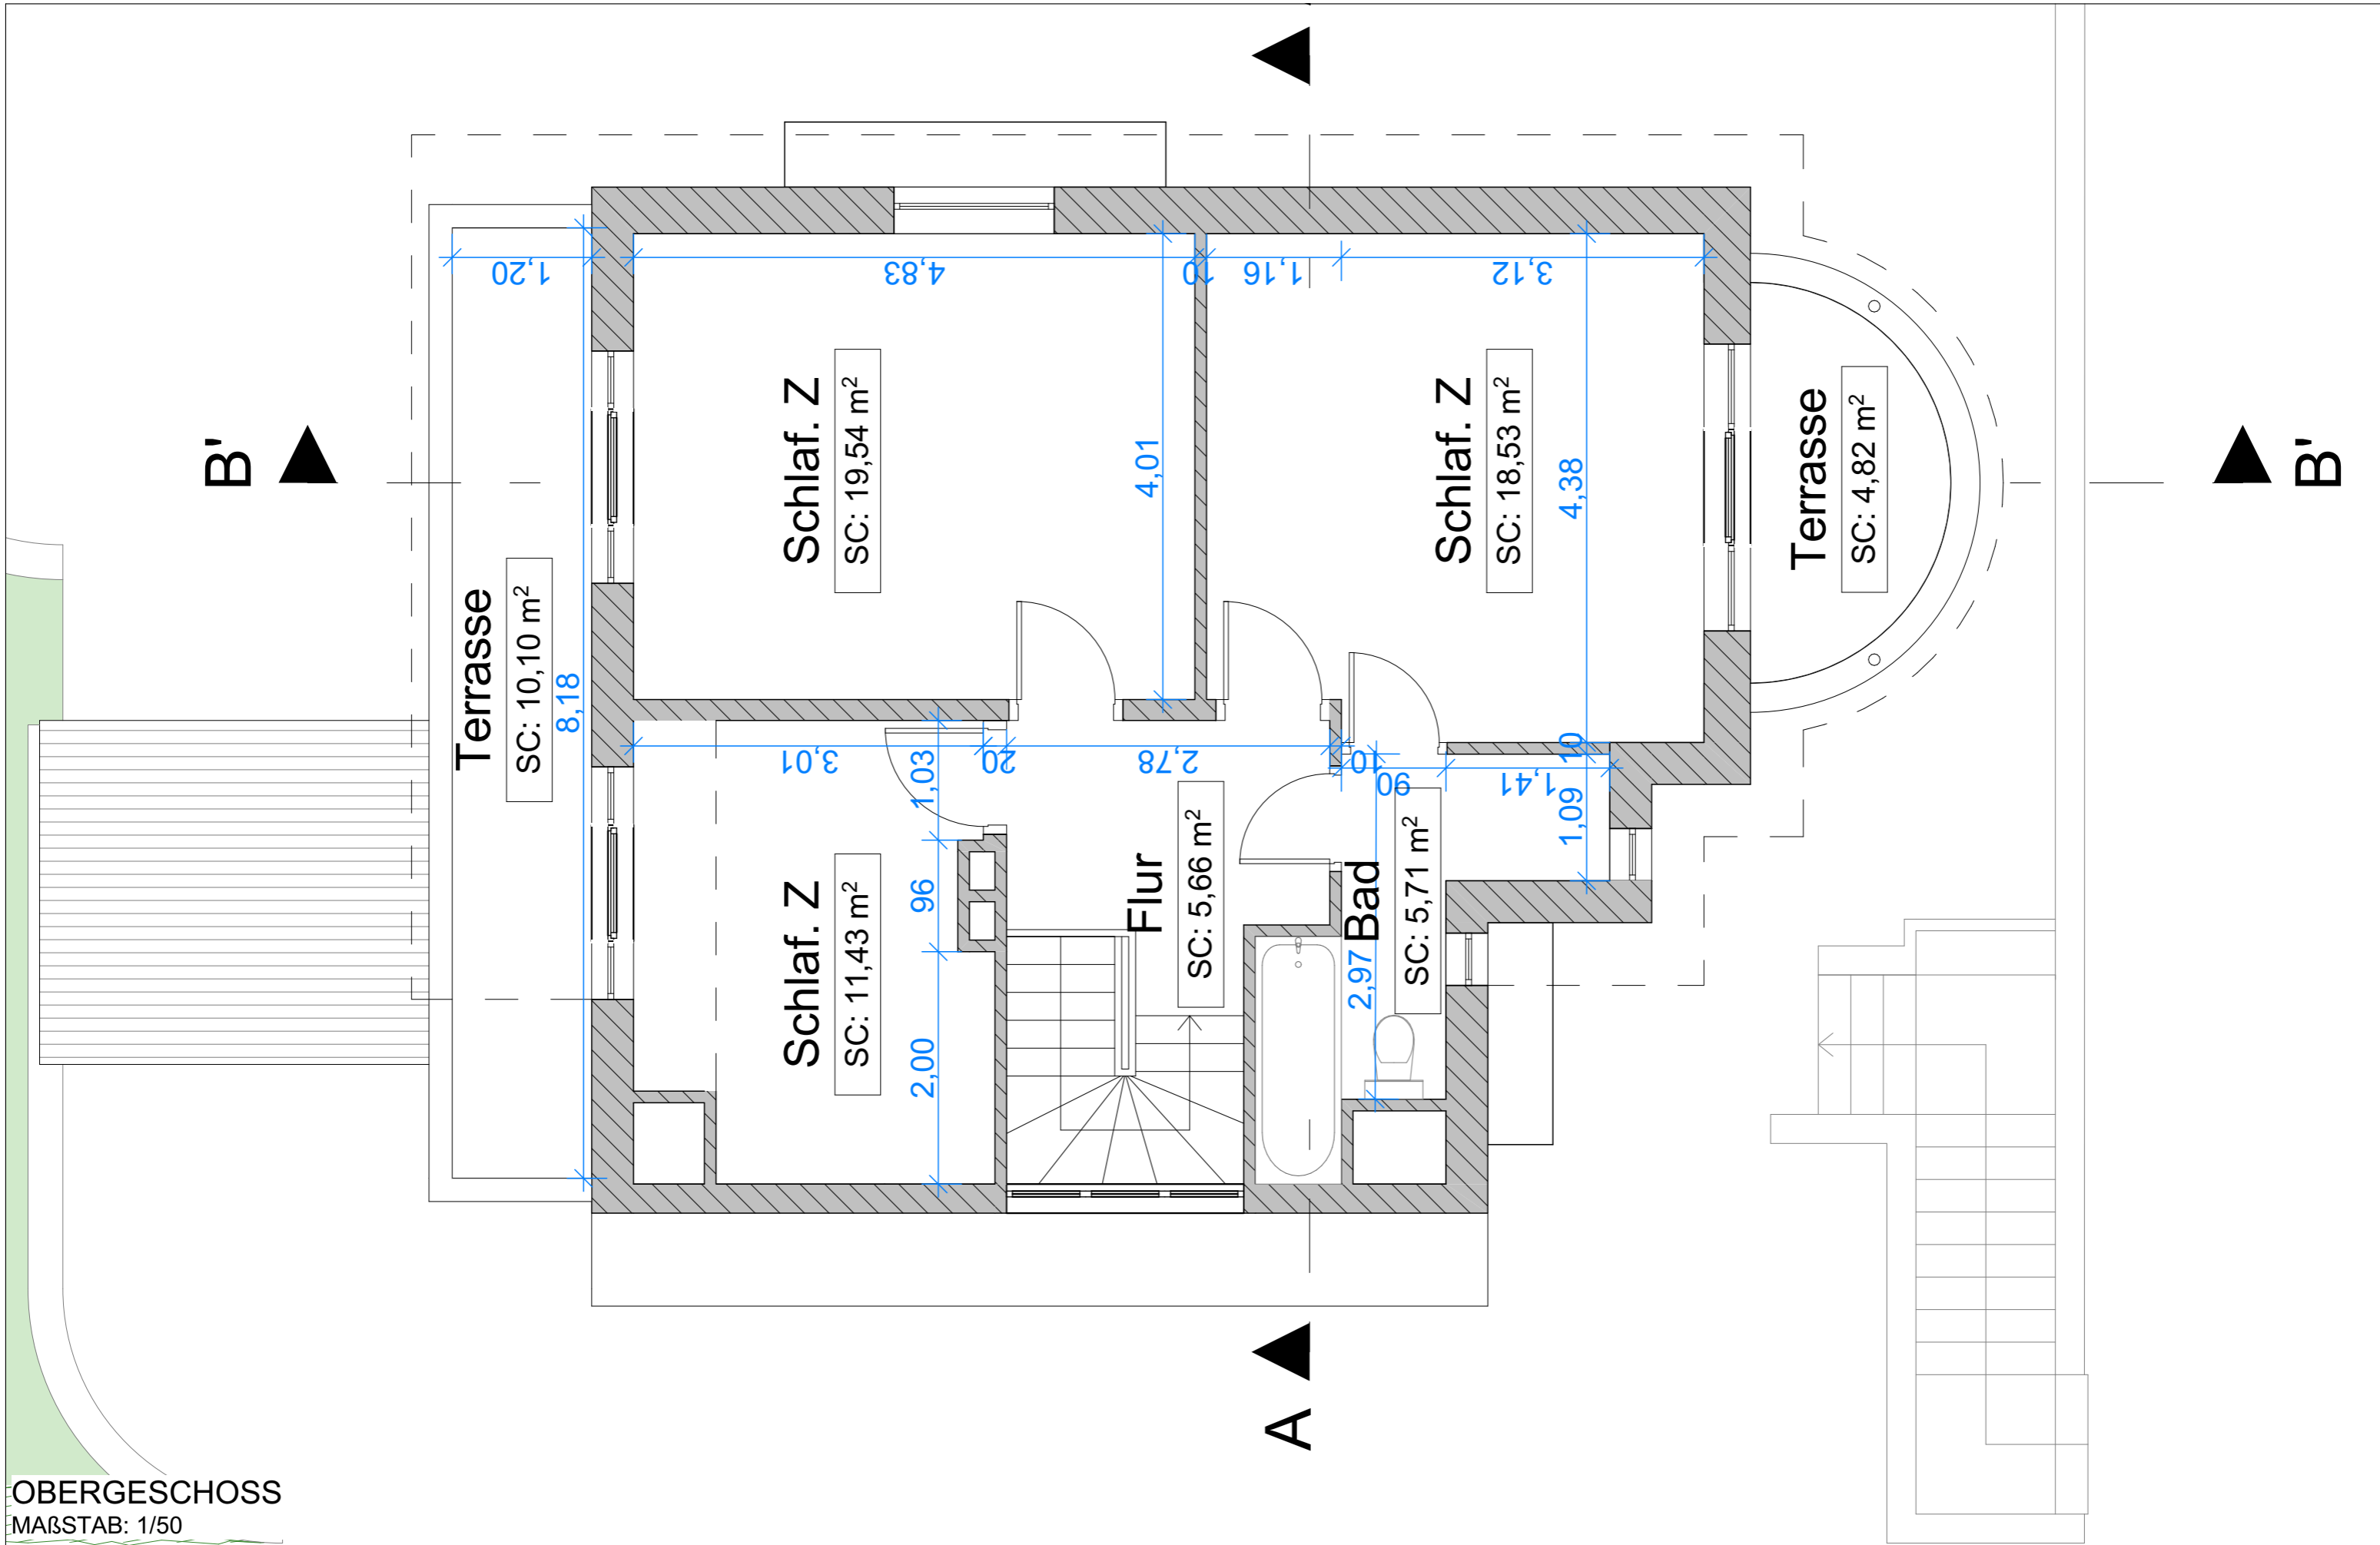 B'
Terrasse
SC: 10,10 m²
8,18
1,20
4,83
10
1,16
3,12
Schlaf. Z
SC: 19,54 m²
4,01
Schlaf. Z
SC: 18,53 m²
4,38
Terrasse
SC: 4,82 m²
B'
3,01
20
2,78
10
90
1,41
10
1,09
1,03
96
2,00
Schlaf. Z
SC: 11,43 m²
Flur
SC: 5,66 m²
Bad
SC: 5,71 m²
2,97
A
OBERGESCHOSS
MAßSTAB: 1/50